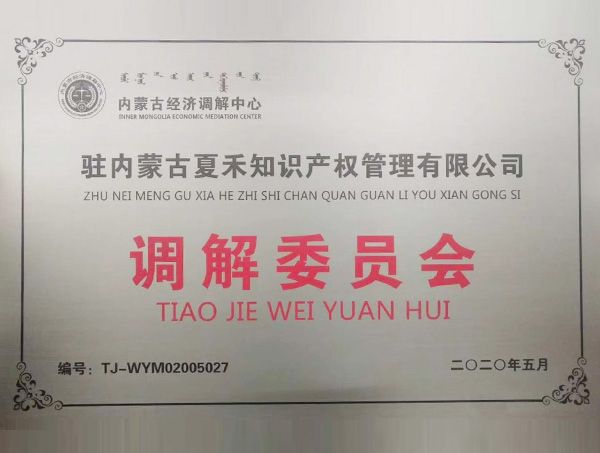 内蒙古经济调解中心
INNER MONGOLIA ECONOMIC MEDIATION CENTER
驻内蒙古夏禾知识产权管理有限公司
ZHU NEI MENG GU XIA HE ZHI SHI CHAN QUAN GUAN LI YOU XIAN GONG SI
调解委员会
TIAO JIE WEI YUAN HUI
编号：TJ-WYM02005027
二〇二〇年五月